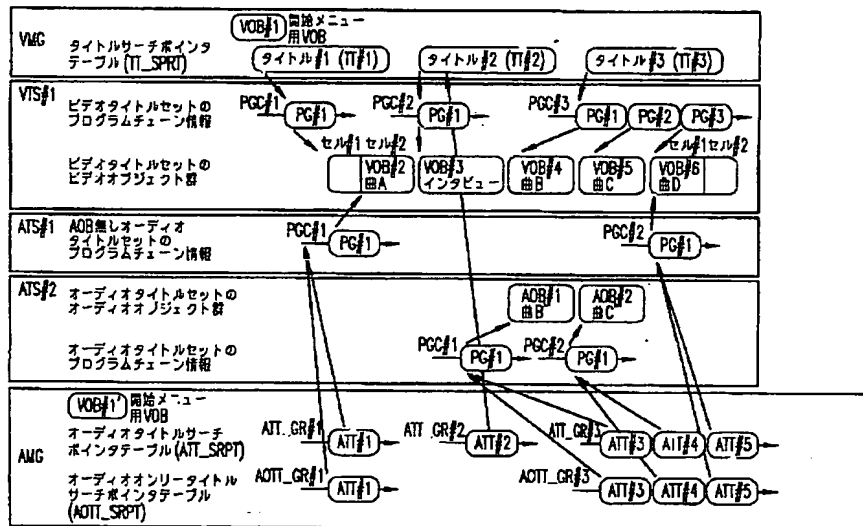 VMG
VOB#1
開始メニュー
用VOB
タイトルサーチポインタ
テーブル(TT_SPRT)
タイトル#1 (TT#1)
タイトル#2 (TT#2)
タイトル#3 (TT#3)
VTS#1
ビデオタイトルセットの
プログラムチェーン情報
PGC#1
PG#1
PGC#2
PG#1
PGC#3
PG#1
PG#2
PG#3
セル#1 セル#2
セル#1 セル#2
ビデオタイトルセットの
ビデオオブジェクト群
VOB#2
曲A
VOB#3
インタビュー
VOB#4
曲B
VOB#5
曲C
VOB#6
曲D
ATS#1
AOB無しオーディオ
タイトルセットの
プログラムチェーン情報
PGC#1
PG#1
PGC#2
PG#1
ATS#2
オーディオタイトルセットの
オーディオオブジェクト群
AOB#1
曲B
AOB#2
曲C
オーディオタイトルセットの
プログラムチェーン情報
PGC#1
PG#1
PGC#2
PG#1
AMG
VOB#1'
開始メニュー
用VOB
オーディオタイトルサーチ
ポインタテーブル(ATT_SRPT)
ATT_GR#1
ATT#1
ATT_GR#2
ATT#2
ATT_GR#3
ATT#3
ATT#4
ATT#5
オーディオオンリータイトル
サーチポインタテーブル
(AOTT_SRPT)
AOTT_GR#1
ATT#1
AOTT_GR#3
ATT#3
ATT#4
ATT#5